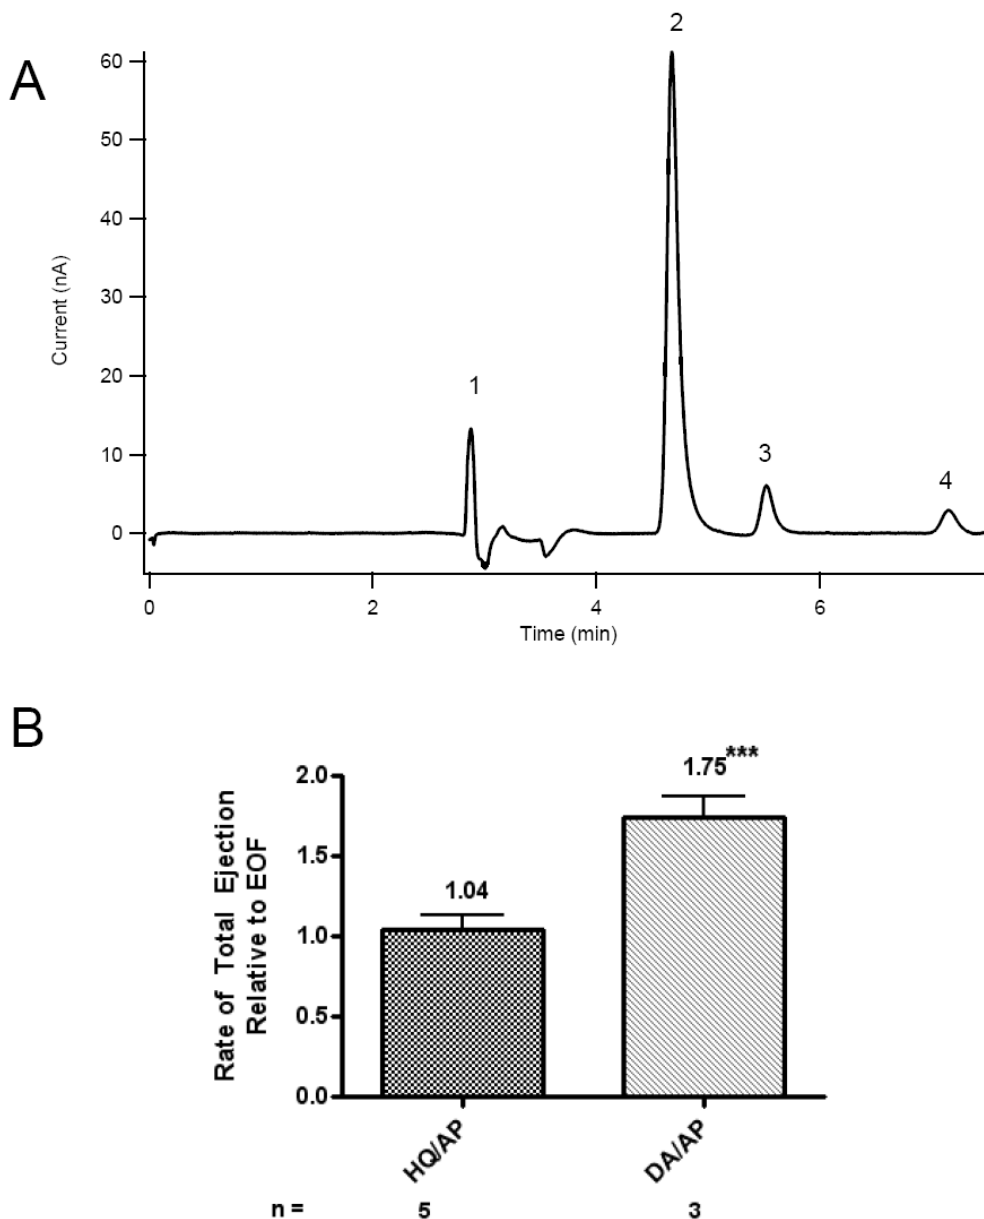 A
2
60
50
40
30
20
10
0
Current (nA)
1
3
4
0 2 4 6
Time (min)
B
Rate of Total Ejection
Relative to EOF
2.0
1.5
1.0
0.5
0.0
1.04
1.75***
HQ/AP DA/AP
n = 5 3